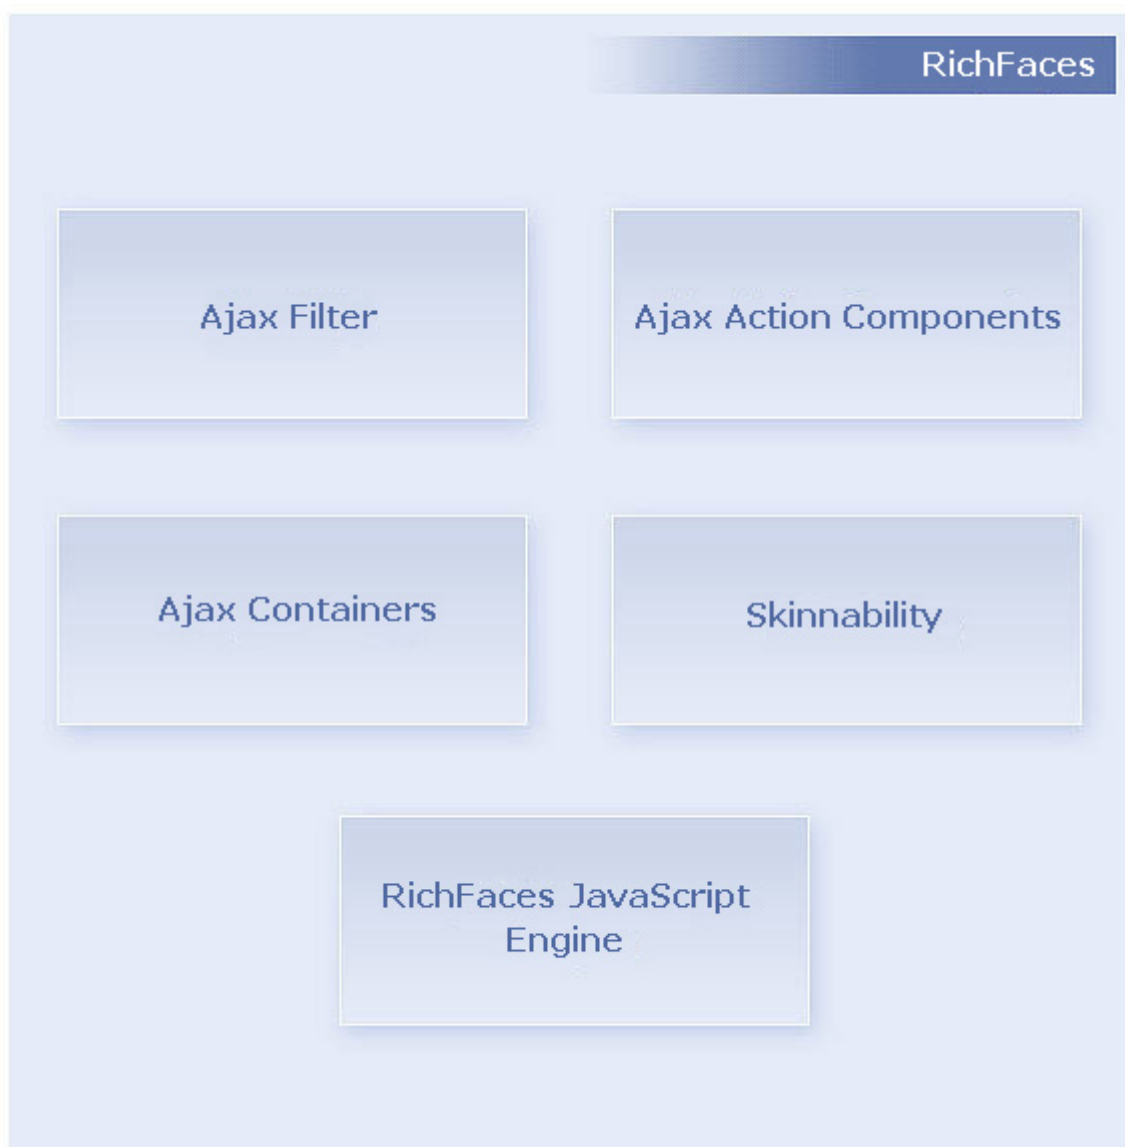 RichFaces
Ajax Filter
Ajax Action Components
Ajax Containers
Skinnability
RichFaces JavaScript
Engine